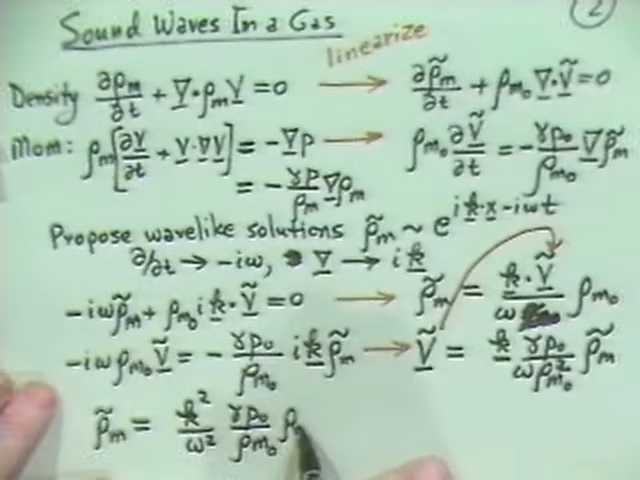 ②
Sound Waves In a Gas
linearize
Density ∂ρₘ/∂t + ∇·ρₘV = 0 → ∂ρ̃ₘ/∂t + ρₘ₀ ∇·Ṽ = 0
Mom: ρₘ[∂V/∂t + V·∇V] = -∇p → ρₘ₀ ∂Ṽ/∂t = -γp₀/ρₘ₀ ∇ρ̃ₘ
= -γp/ρₘ ∇ρₘ
Propose wavelike solutions ρ̃ₘ ~ e^{ik·x - iωt}
∂/∂t → -iω, ∇ → ik
-iωρ̃ₘ + ρₘ₀ ik·Ṽ = 0 → ρ̃ₘ = k·Ṽ/ω ρₘ₀
-iωρₘ₀Ṽ = -γp₀/ρₘ₀ ikρ̃ₘ → Ṽ = k γp₀/ωρₘ₀² ρ̃ₘ
ρ̃ₘ = k²/ω² γp₀/ρₘ₀ ρ